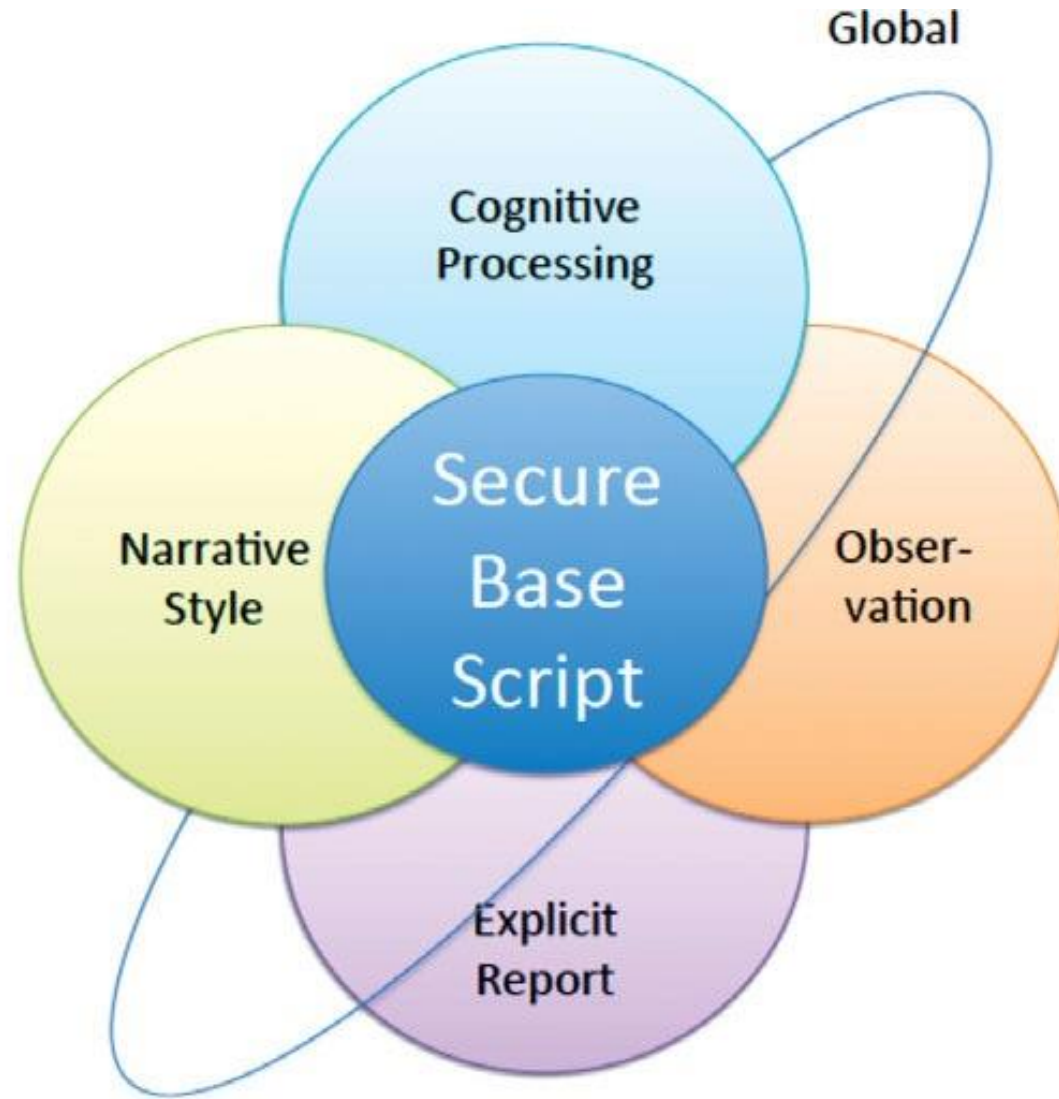 Global
Cognitive
Processing
Secure
Base
Script
Narrative
Style
Obser-
vation
Explicit
Report